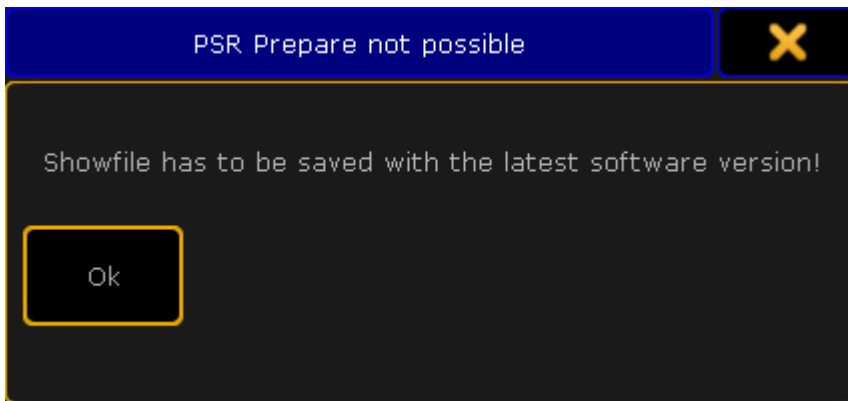 PSR Prepare not possible
Showfile has to be saved with the latest software version!
Ok